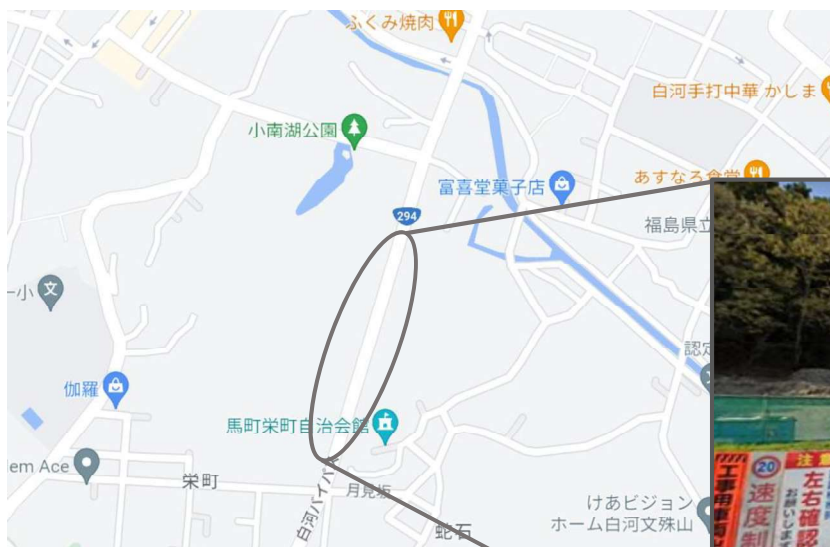 ふくみ焼肉
白河手打中華 かしま
小南湖公園
あすなろ食堂
富喜堂菓子店
294
福島県立
一小
文
認定
伽羅
馬町栄町自治会館
em Ace
栄町
月見坂
白河バイパス
蛇石
けあビジョン
ホーム白河文殊山
工事用車両
20
速度制
注意
左右確認
お願いします